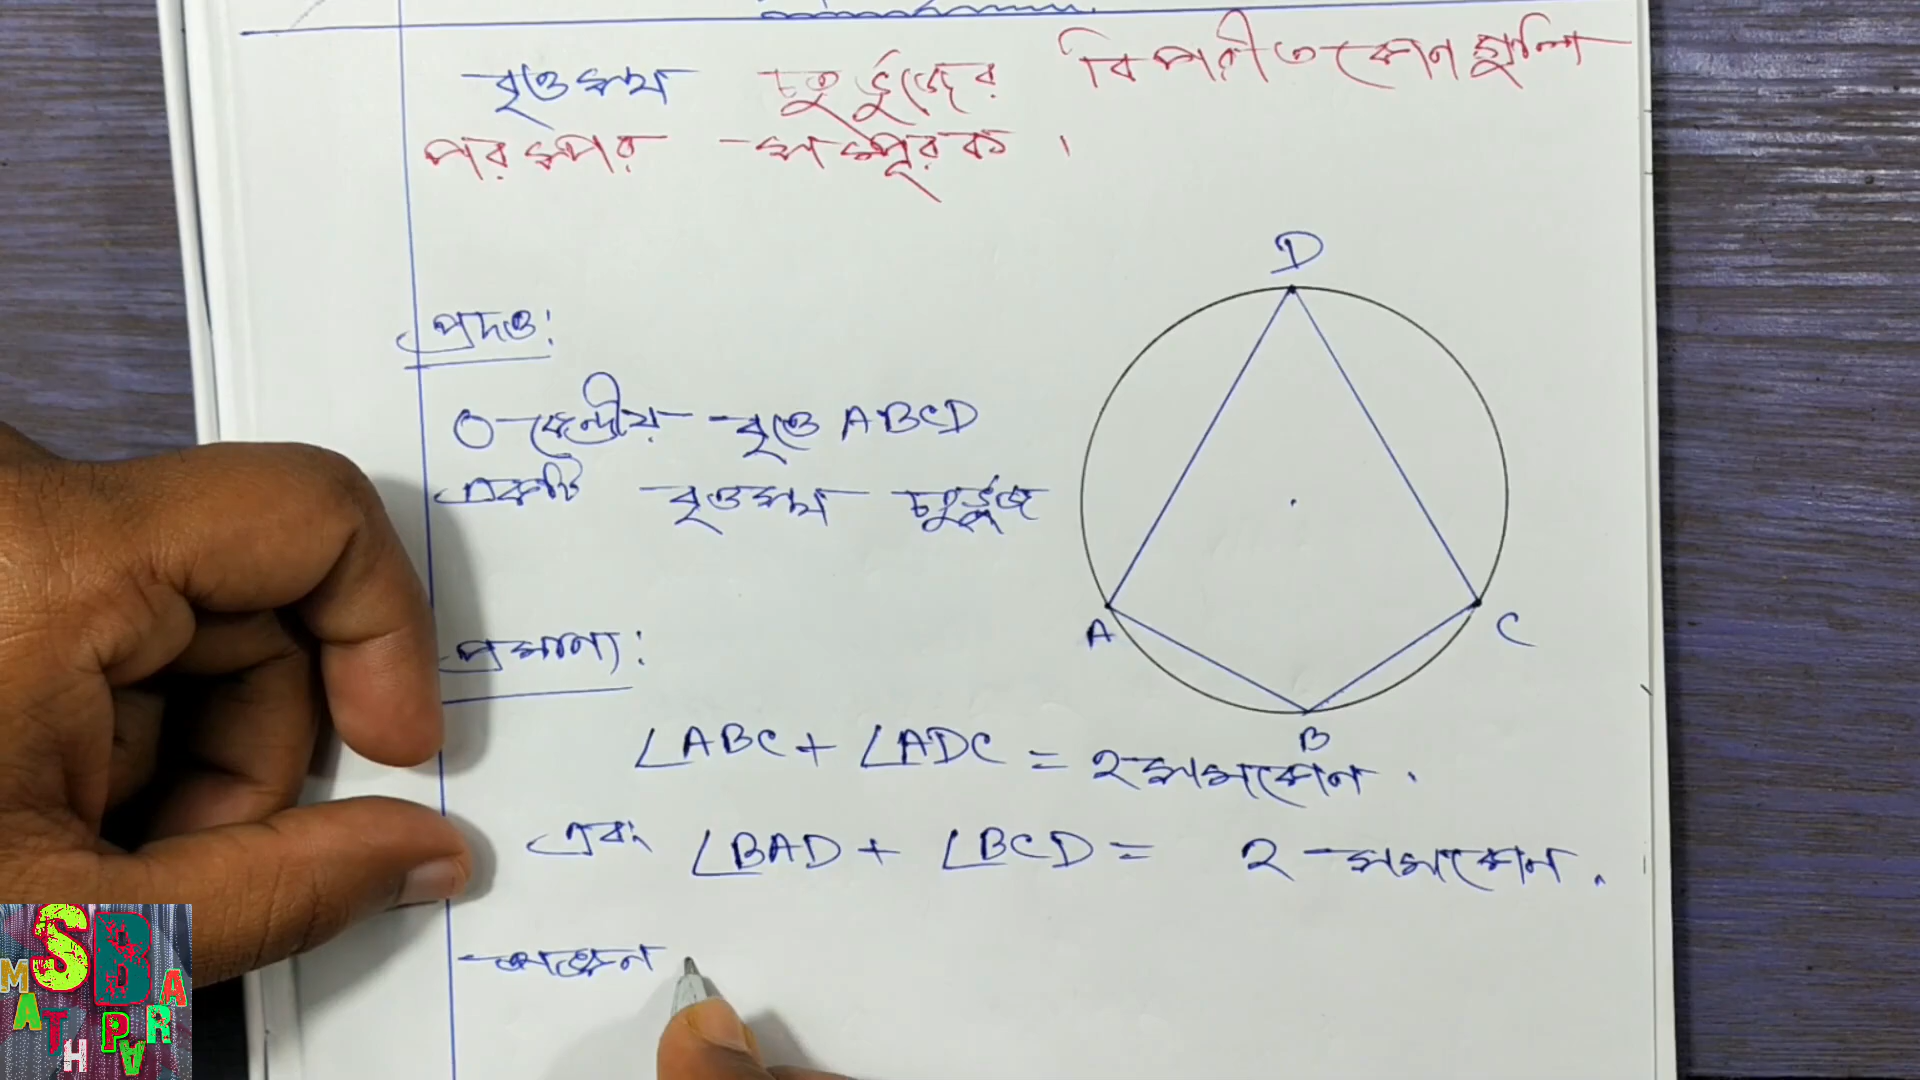 বৃত্তস্থ চতুর্ভুজের বিপরীত কোনগুলি
পরস্পর সম্পূরক ।
D
প্রদত্ত:
O কেন্দ্রীয় বৃত্তে ABCD
একটি বৃত্তস্থ চতুর্ভুজ
A
C
প্রমাণ্য:
B
∠ABC + ∠ADC = 2 সমকোন .
এবং ∠BAD + ∠BCD = 2 সমকোন .
অঙ্কন
SB
MATH PARA